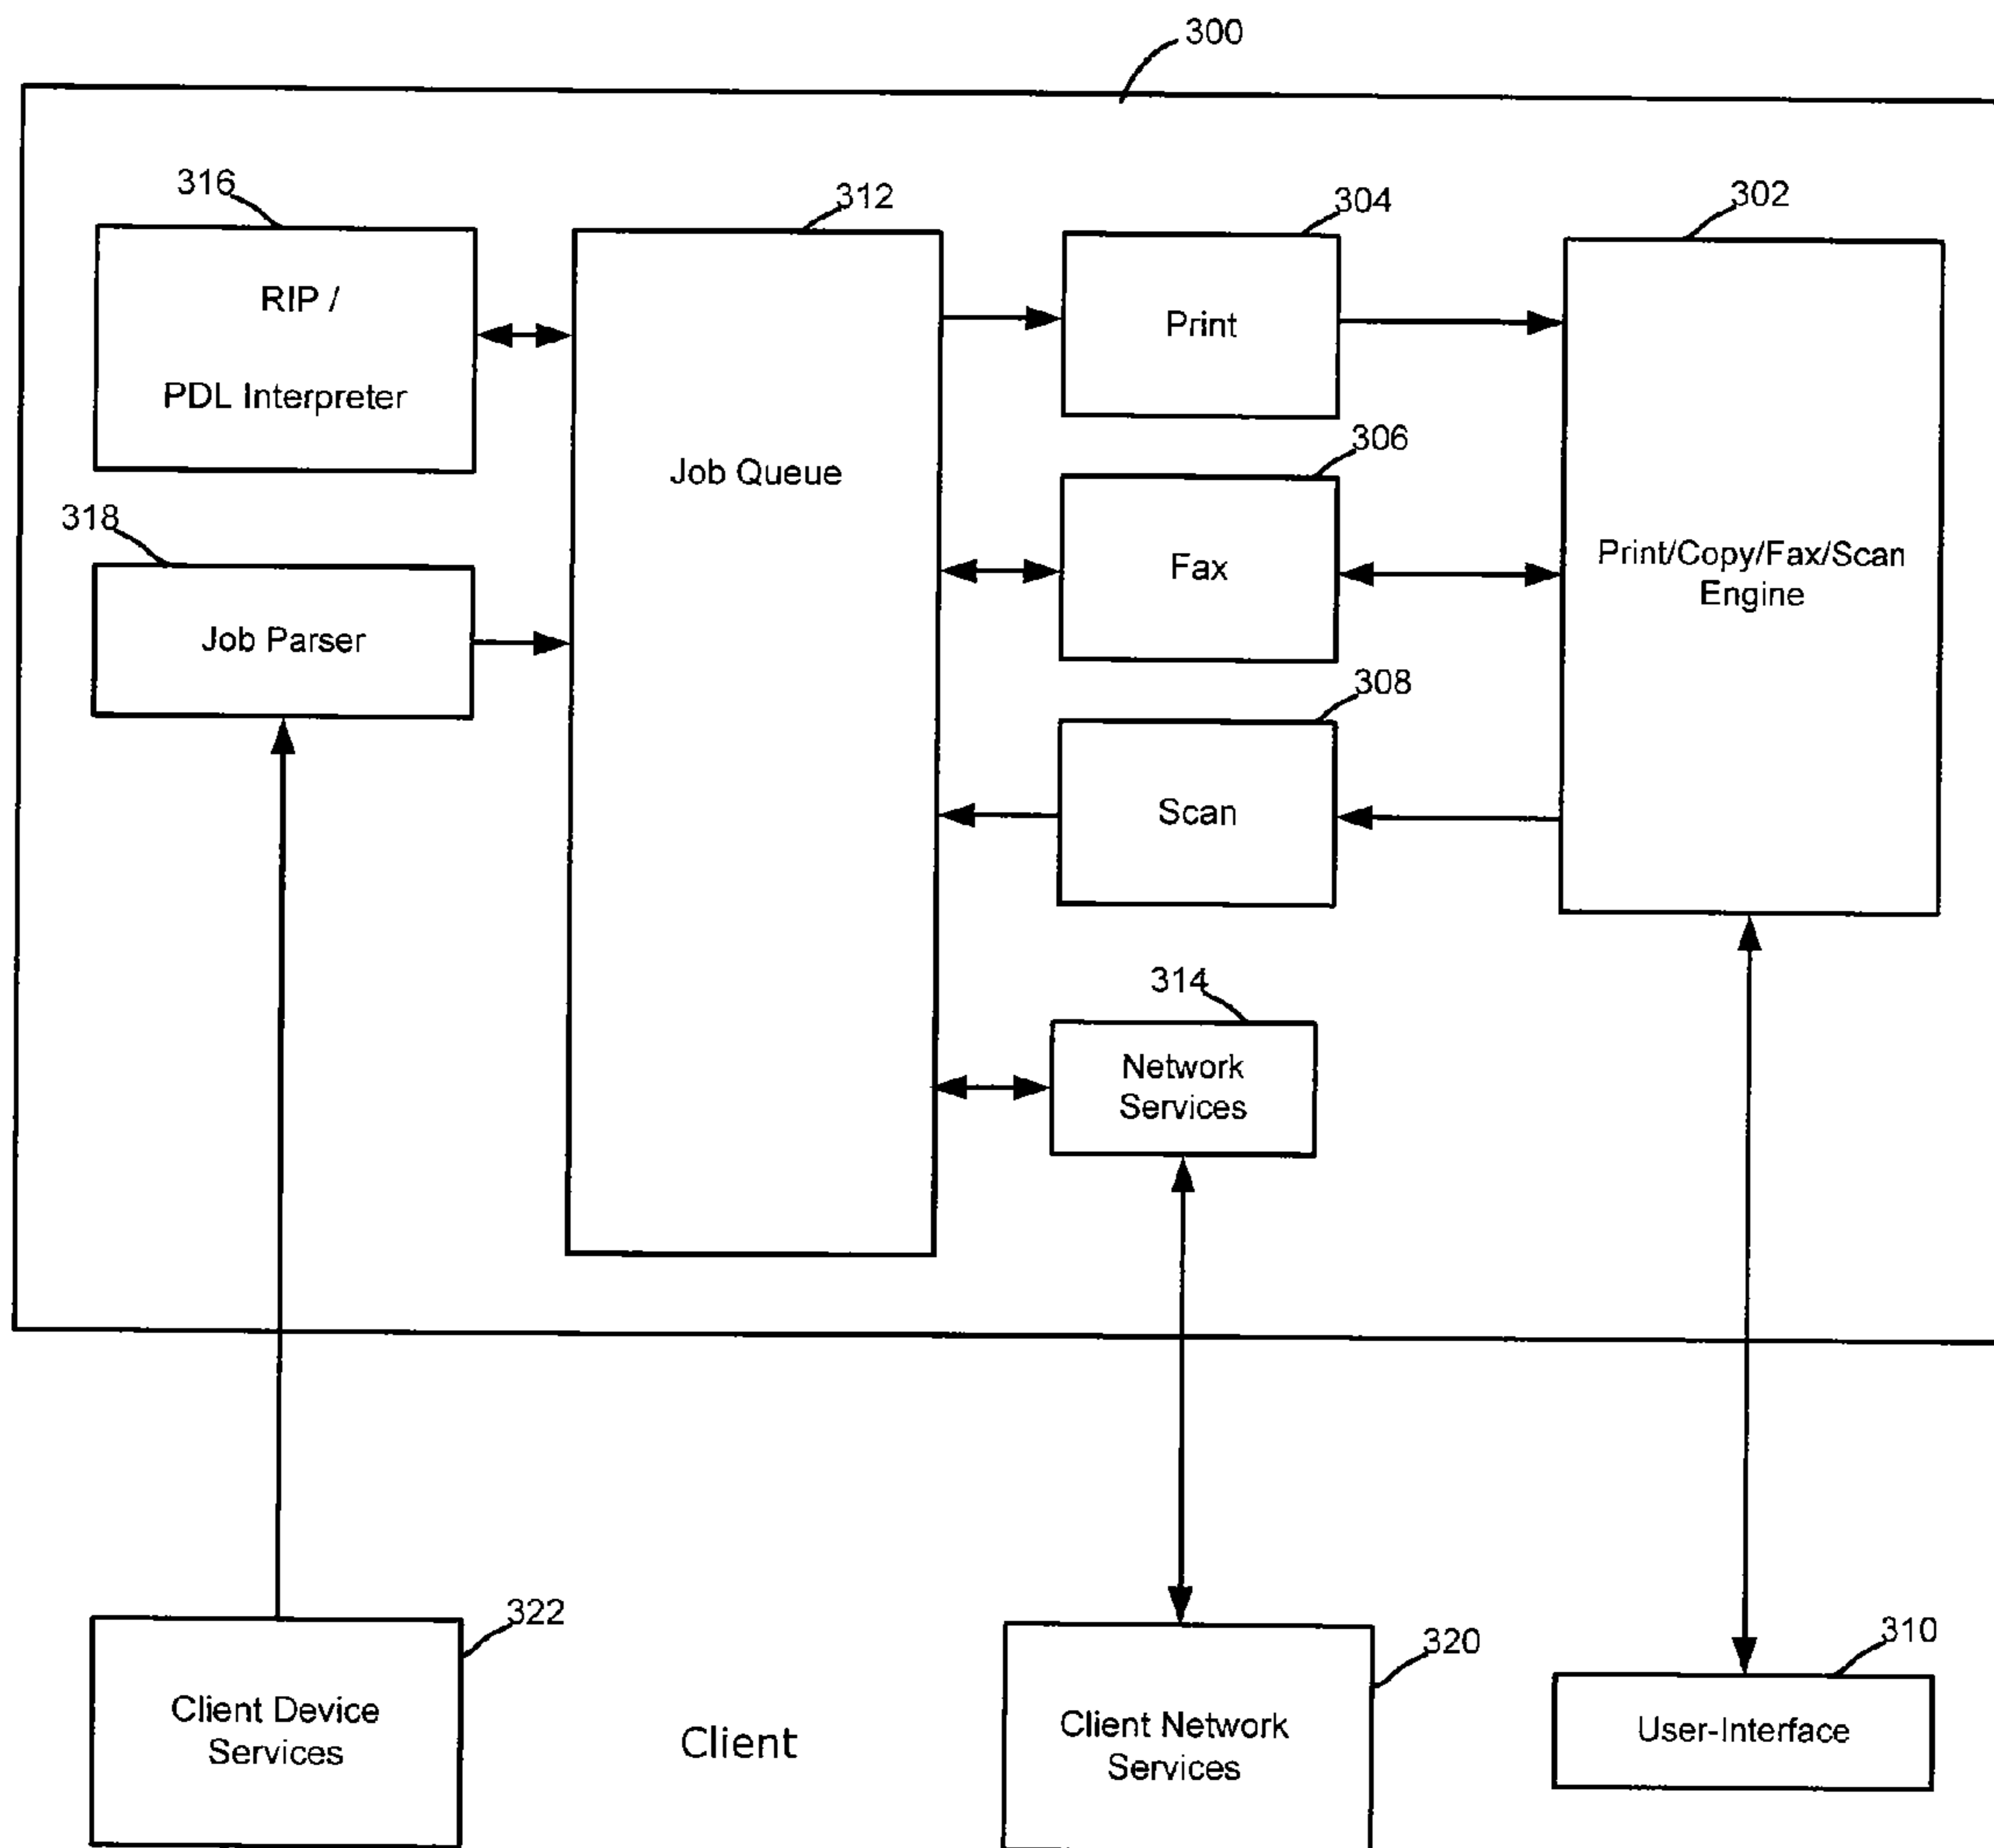 300
316
312
304
302
RIP /
PDL Interpreter
Job Queue
Print
306
Print/Copy/Fax/Scan
Engine
318
Fax
Job Parser
308
Scan
314
Network
Services
322
320
310
Client Device
Services
Client
Client Network
Services
User-Interface